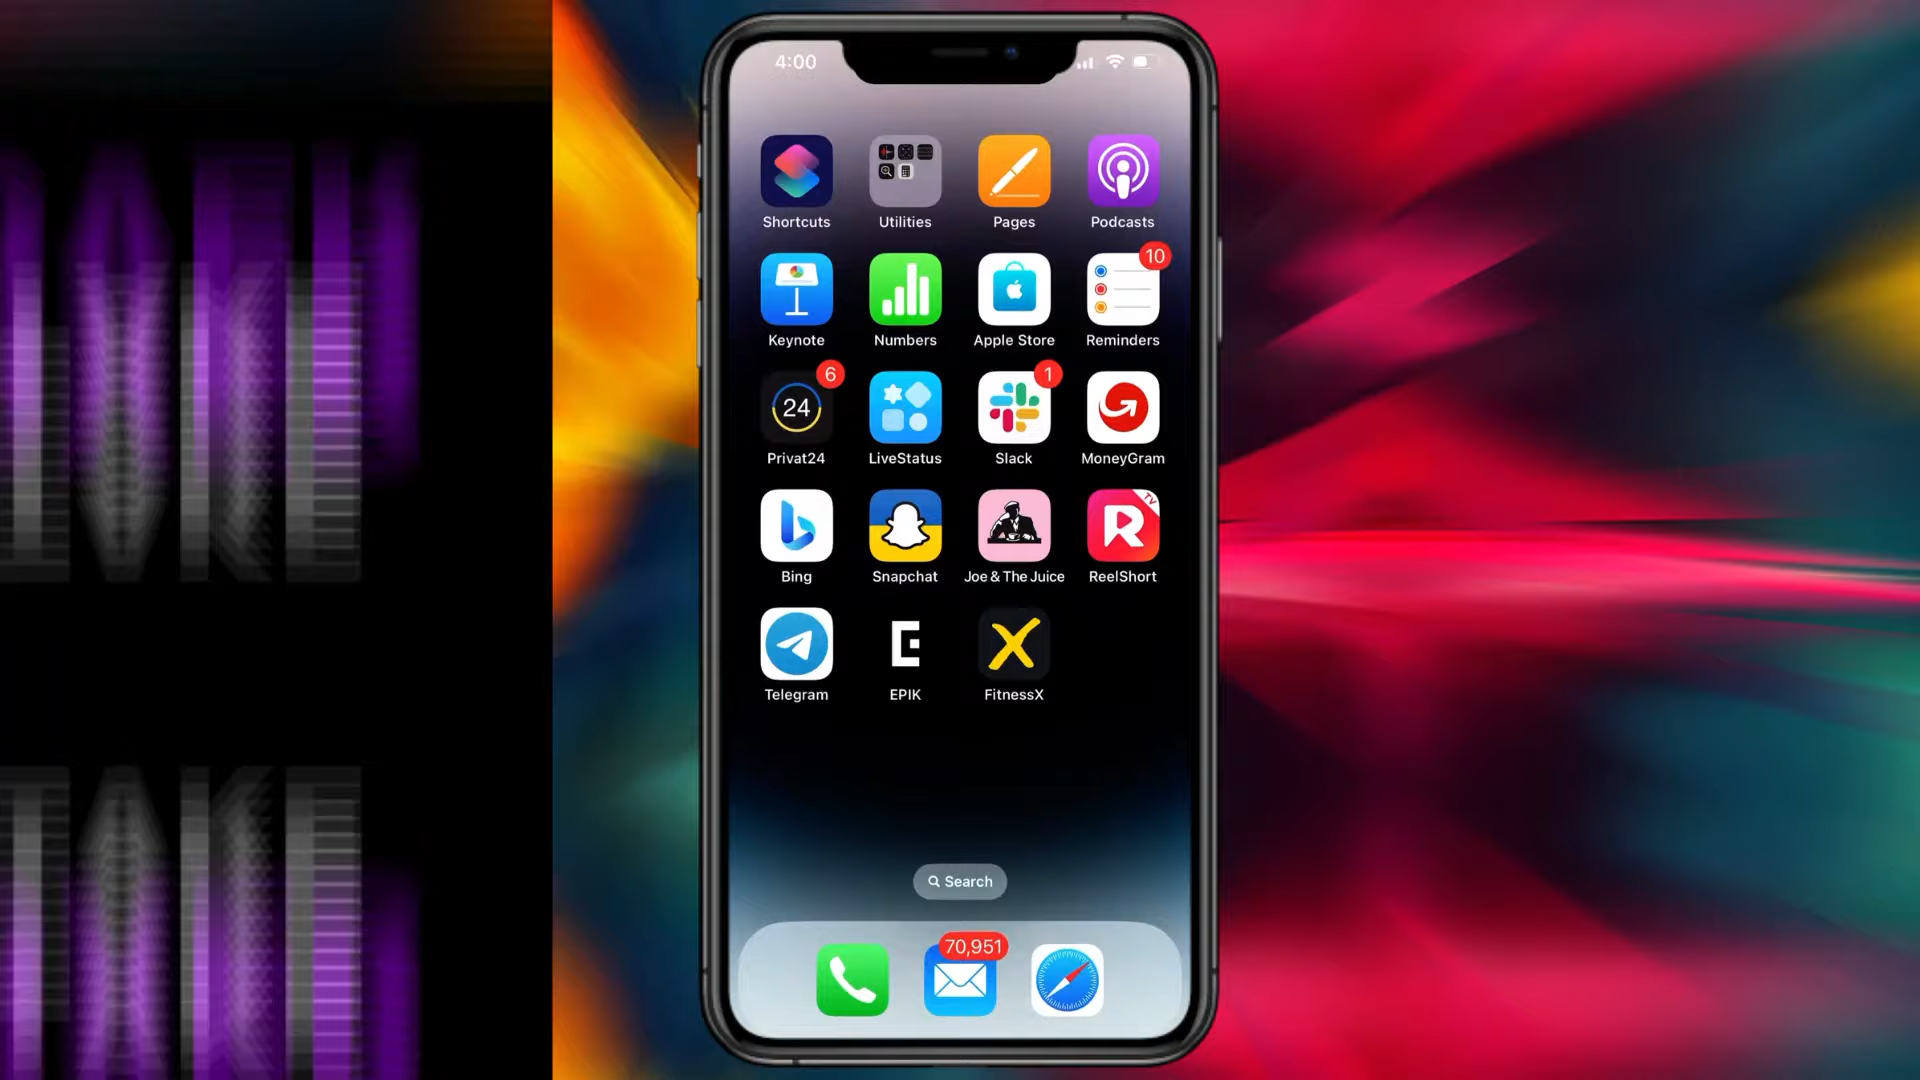 4:00
Shortcuts Utilities Pages Podcasts
10
Keynote Numbers Apple Store Reminders
6 1
24
Privat24 LiveStatus Slack MoneyGram
TV
Bing Snapchat Joe & The Juice ReelShort
Telegram EPIK FitnessX
Search
70,951